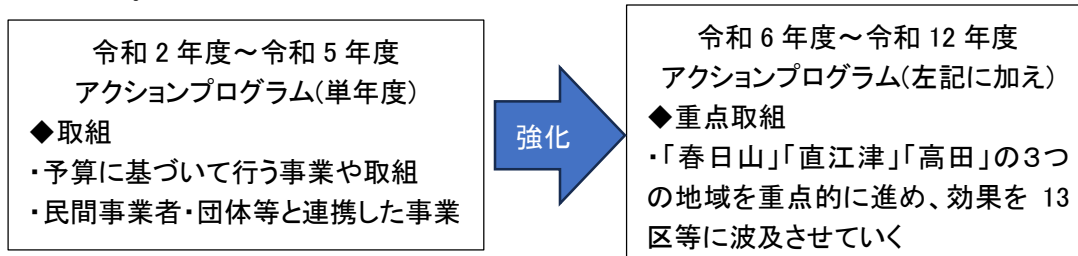 令和2年度～令和5年度
アクションプログラム(単年度)
◆取組
・予算に基づいて行う事業や取組
・民間事業者・団体等と連携した事業
強化
令和6年度～令和12年度
アクションプログラム(左記に加え)
◆重点取組
・「春日山」「直江津」「高田」の3つ
の地域を重点的に進め、効果を 13
区等に波及させていく